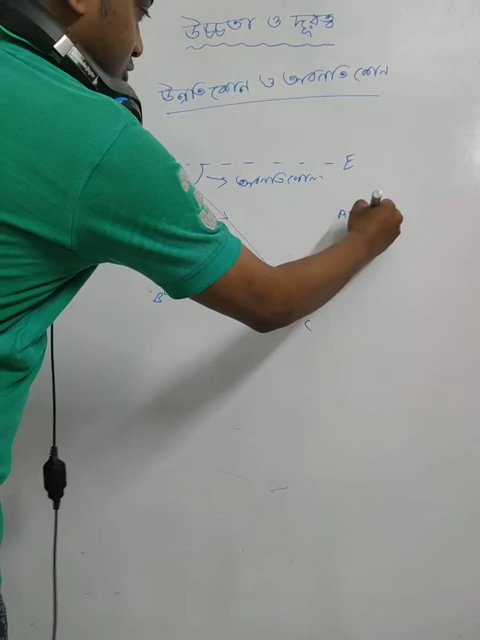 উচ্চতা ও দূরত্ব
উন্নতি কোন ও অবনতি কোন
E
→ অবনতি কোন
A
B
C